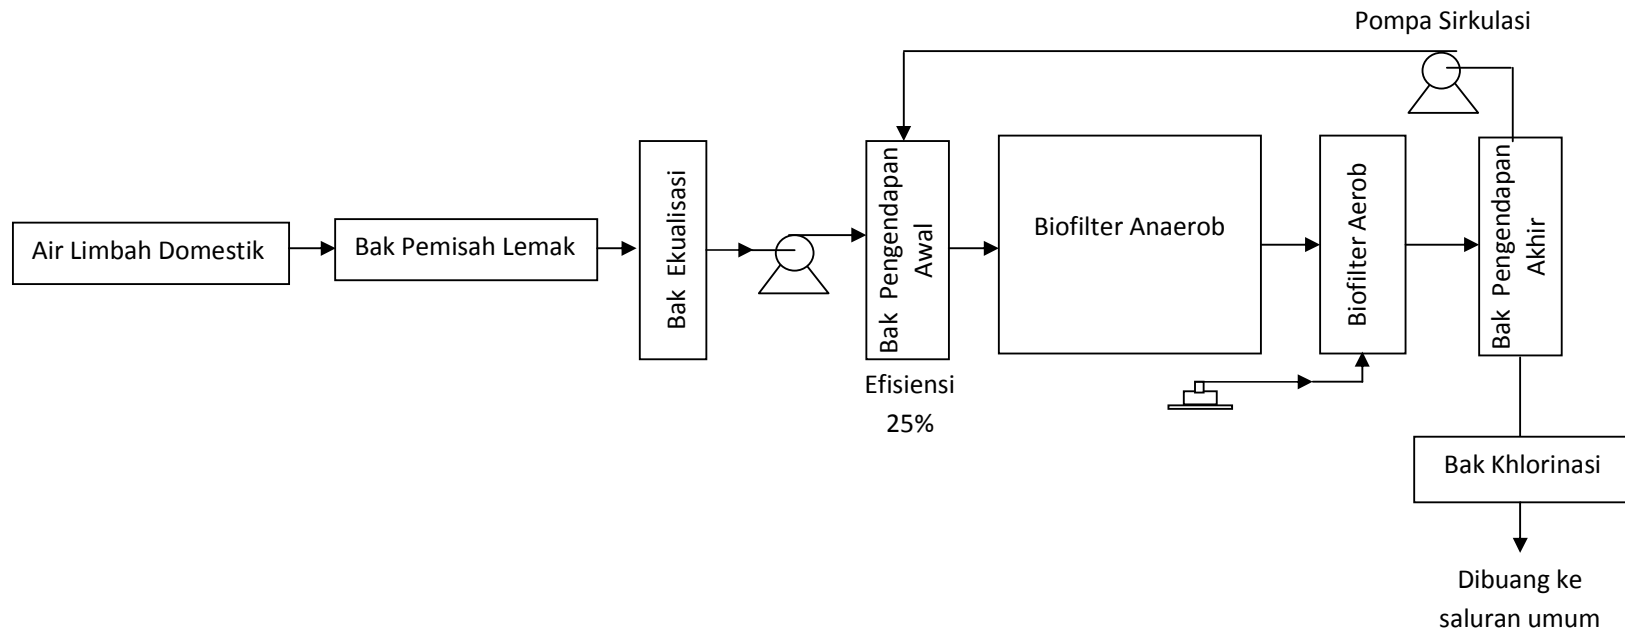 Pompa Sirkulasi
Air Limbah Domestik
Bak Pemisah Lemak
Bak Ekualisasi
Bak Pengendapan
Awal
Efisiensi
25%
Biofilter Anaerob
Biofilter Aerob
Bak Pengendapan
Akhir
Bak Khlorinasi
Dibuang ke
saluran umum